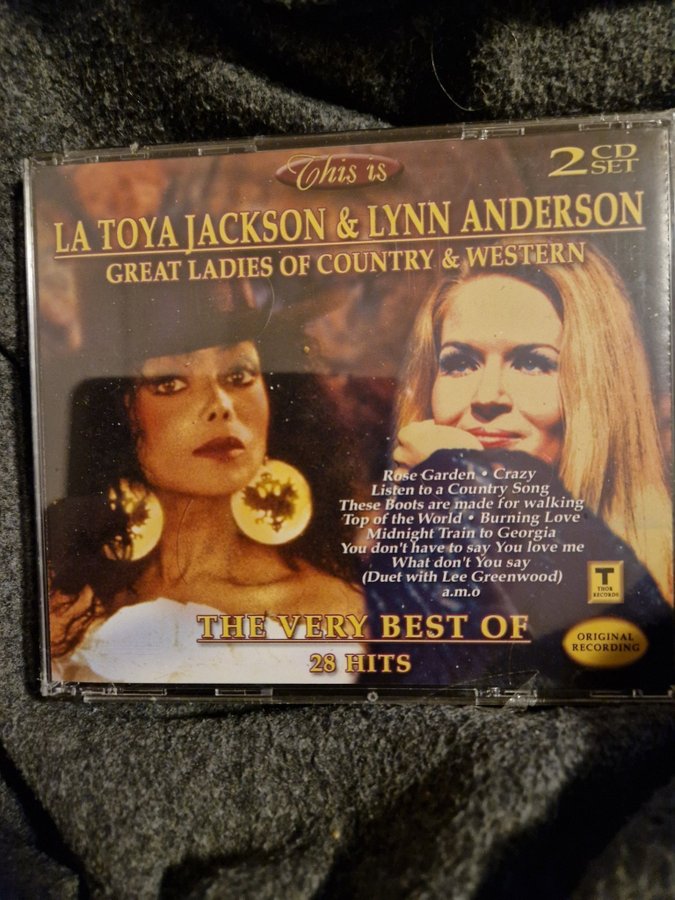 This is
2 CD SET
LA TOYA JACKSON & LYNN ANDERSON
GREAT LADIES OF COUNTRY & WESTERN
Rose Garden • Crazy
Listen to a Country Song
These Boots are made for walking
Top of the World • Burning Love
Midnight Train to Georgia
You don't have to say You love me
What don't You say
(Duet with Lee Greenwood)
a.m.o
T
THOR
RECORDS
THE VERY BEST OF
28 HITS
ORIGINAL
RECORDING